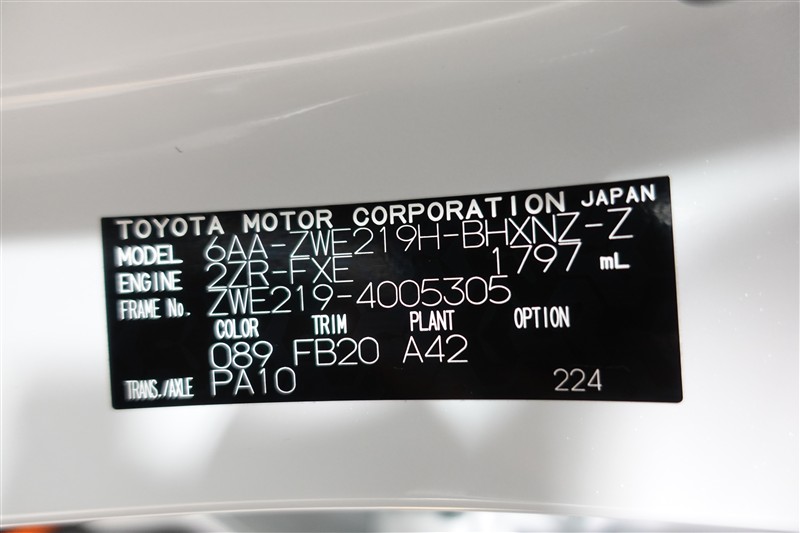 TOYOTA MOTOR CORPORATION JAPAN
MODEL 6AA-ZWE219H-BHXNZ-Z
ENGINE 2ZR-FXE 1797 mL
FRAME No. ZWE219-4005305
COLOR TRIM PLANT OPTION
089 FB20 A42
TRANS./AXLE PA10 224